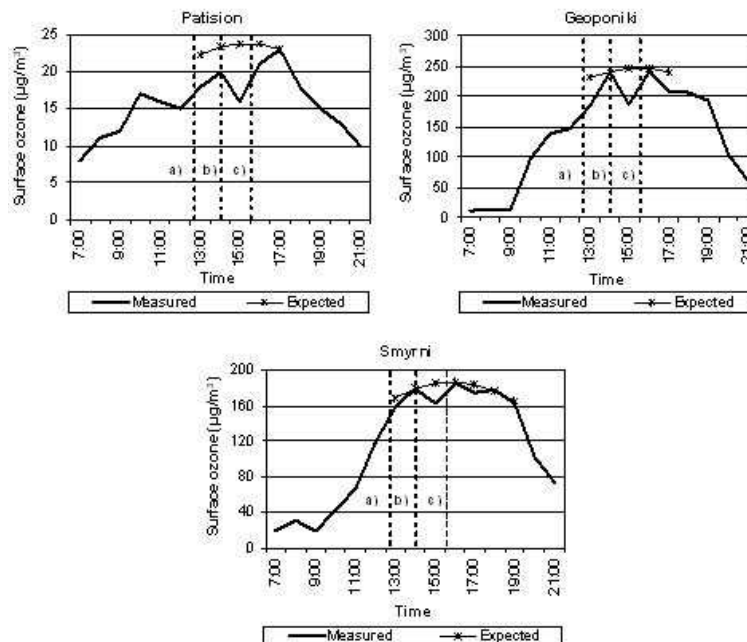 Patision
Surface ozone (µg/m³)
25
20
15
10
5
0
a)
b)
c)
7:00
9:00
11:00
13:00
15:00
17:00
19:00
21:00
Time
Measured
Expected
Geoponiki
Surface ozone (µg/m³)
300
250
200
150
100
50
0
a)
b)
c)
7:00
9:00
11:00
13:00
15:00
17:00
19:00
21:00
Time
Measured
Expected
Smyrni
Surface ozone (µg/m³)
200
160
120
80
40
0
a)
b)
c)
7:00
9:00
11:00
13:00
15:00
17:00
19:00
21:00
Time
Measured
Expected